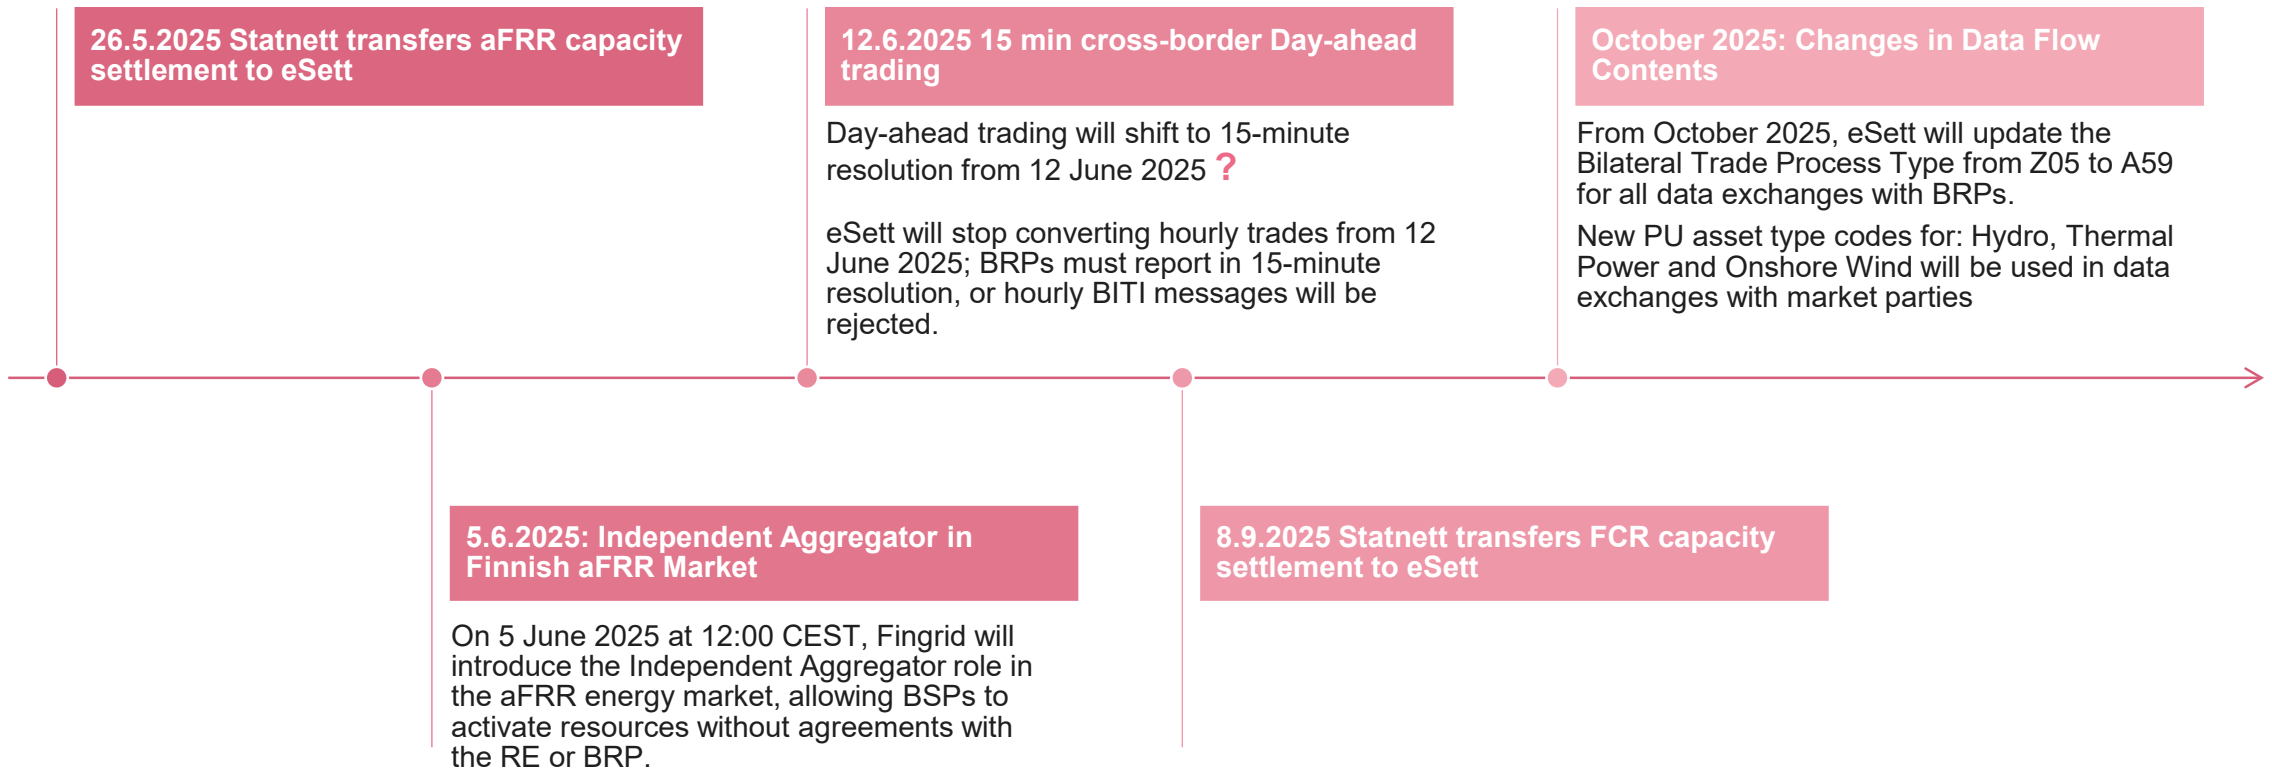 26.5.2025 Statnett transfers aFRR capacity
settlement to eSett
12.6.2025 15 min cross-border Day-ahead
trading
Day-ahead trading will shift to 15-minute
resolution from 12 June 2025 ?
eSett will stop converting hourly trades from 12
June 2025; BRPs must report in 15-minute
resolution, or hourly BITI messages will be
rejected.
October 2025: Changes in Data Flow
Contents
From October 2025, eSett will update the
Bilateral Trade Process Type from Z05 to A59
for all data exchanges with BRPs.
New PU asset type codes for: Hydro, Thermal
Power and Onshore Wind will be used in data
exchanges with market parties
5.6.2025: Independent Aggregator in
Finnish aFRR Market
On 5 June 2025 at 12:00 CEST, Fingrid will
introduce the Independent Aggregator role in
the aFRR energy market, allowing BSPs to
activate resources without agreements with
the RE or BRP.
8.9.2025 Statnett transfers FCR capacity
settlement to eSett